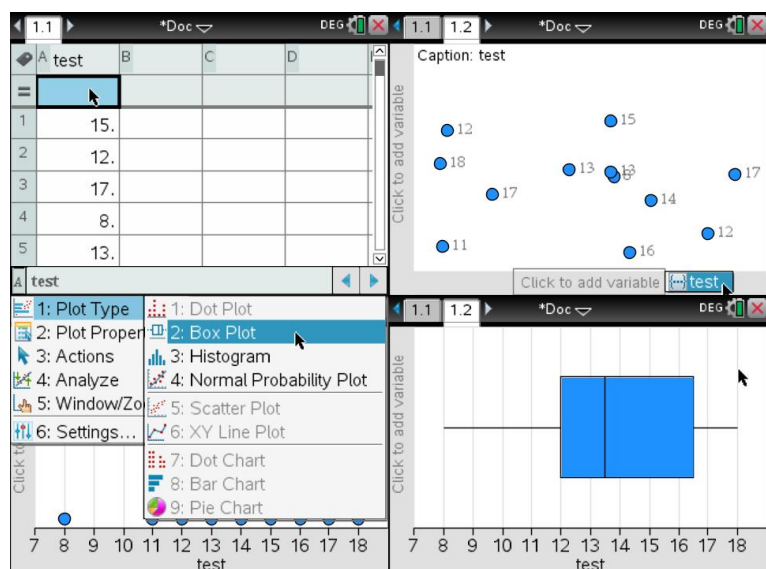 1.1 *Doc DEG
A test B C D
=
1 15.
2 12.
3 17.
4 8.
5 13.
A test
1.1 1.2 *Doc DEG
Caption: test
Click to add variable
15
12
18
13
13
8
17
17
14
12
11
16
Click to add variable test
1: Plot Type
2: Plot Propert
3: Actions
4: Analyze
5: Window/Zo
6: Settings...
1: Dot Plot
2: Box Plot
3: Histogram
4: Normal Probability Plot
5: Scatter Plot
6: XY Line Plot
7: Dot Chart
8: Bar Chart
9: Pie Chart
Click to
7 8 9 10 11 12 13 14 15 16 17 18
test
1.1 1.2 *Doc DEG
Click to add variable
7 8 9 10 11 12 13 14 15 16 17 18
test